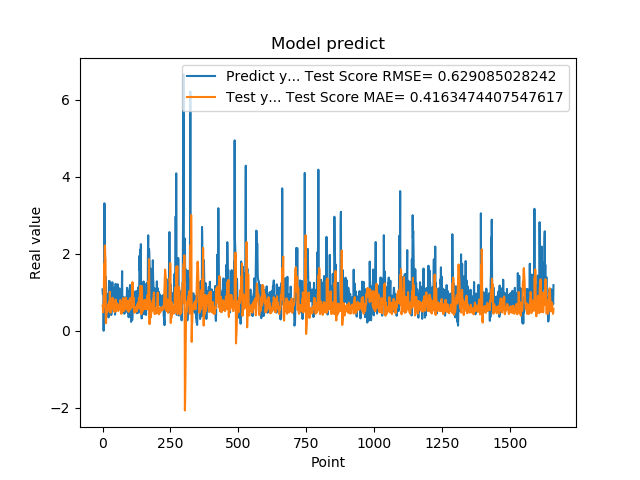 Model predict
Predict y... Test Score RMSE= 0.629085028242
Test y... Test Score MAE= 0.4163474407547617
Real value
6
4
2
0
−2
0 250 500 750 1000 1250 1500
Point